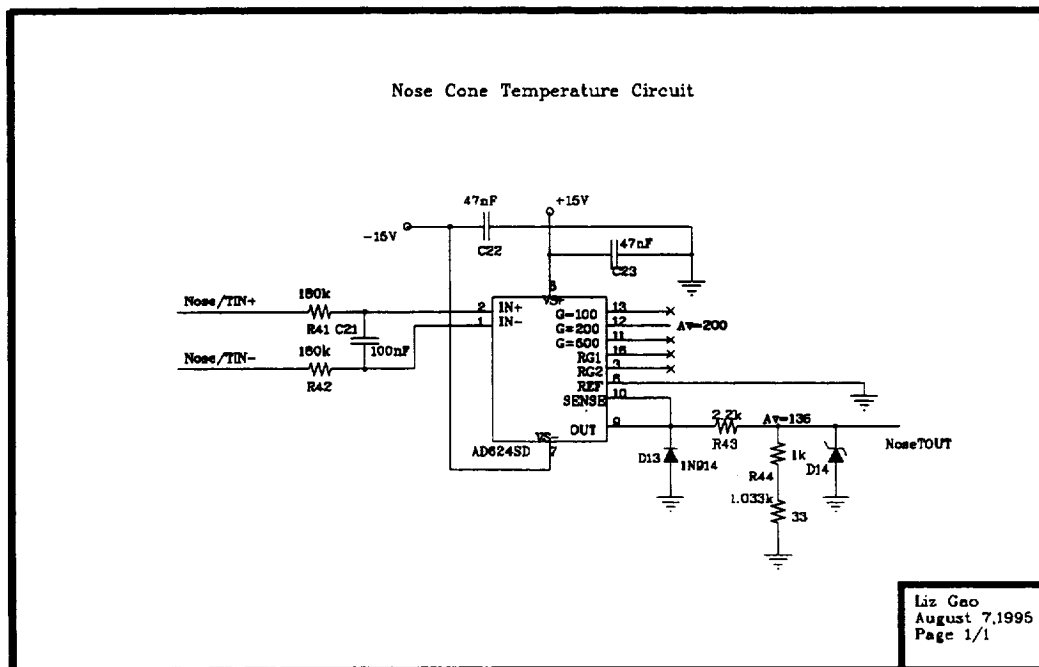 Nose Cone Temperature Circuit
47nF
+15V
-15V
C22
47nF
C23
Nose/TIN+
180k
R41
C21
100nF
Nose/TIN-
180k
R42
2
IN+
1
IN-
VS+
G=100
13
G=200
12
Av=200
G=500
11
RG1
16
RG2
3
REF
6
SENSE
10
OUT
9
VS-
7
AD624SD
2.2k
R43
Av=136
NoseTOUT
D13
1N914
1k
R44
D14
1.033k
33
Liz Gao
August 7,1995
Page 1/1